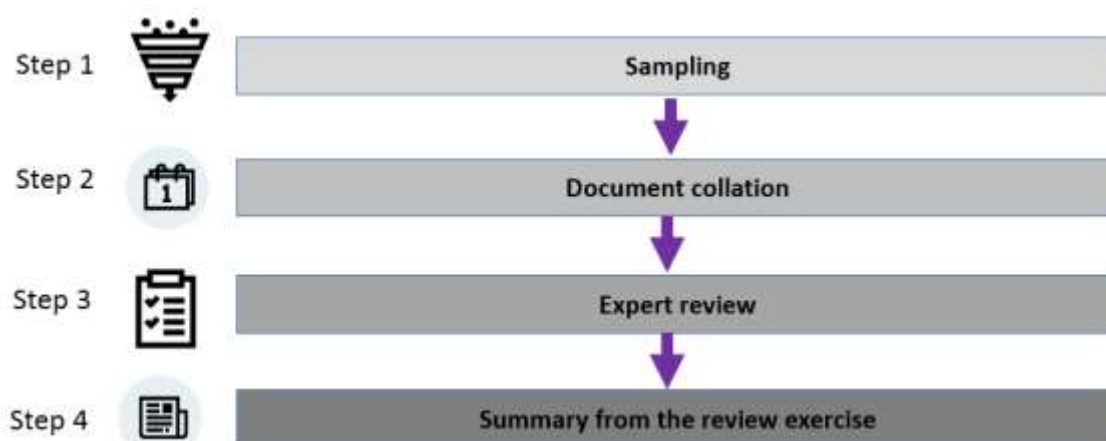 Step 1
Sampling
Step 2
1
Document collation
Step 3
Expert review
Step 4
Summary from the review exercise